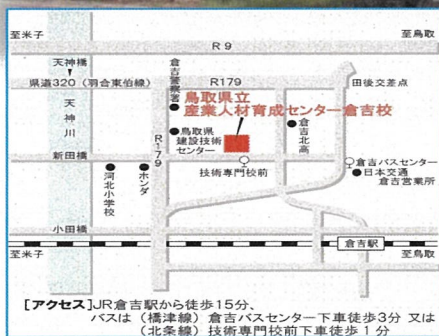 至米子
至鳥取
R9
天神橋
県道320(羽合東伯線)
R179
田後交差点
倉吉警察署
鳥取県立
産業人材育成センター倉吉校
天神川
鳥取県
建設技術
センター
倉吉北高
R179
新田橋
技術専門校前
倉吉バスセンター
日本交通
倉吉営業所
河北小学校
ホンダ
小田橋
倉吉駅
至米子
至鳥取
[アクセス]JR倉吉駅から徒歩15分、
バスは(橋津線)倉吉バスセンター下車徒歩3分 又は
(北条線)技術専門校前下車徒歩1分